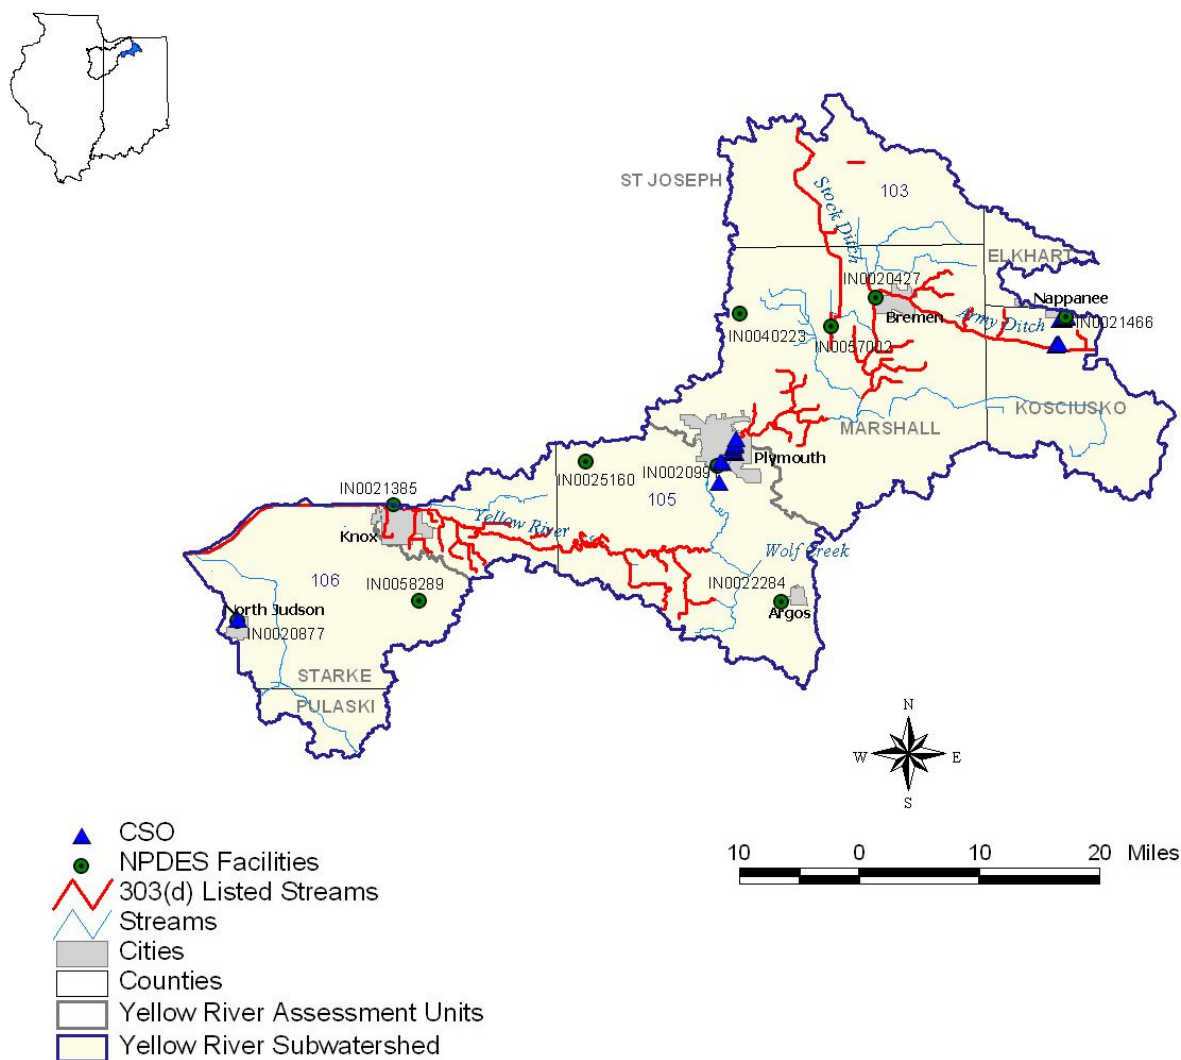 ST JOSEPH
103
Stock Ditch
ELKHART
IN0020427
Nappanee
Bremen
Army Ditch
IN0021466
IN0040223
IN0057002
KOSCIUSKO
MARSHALL
Plymouth
IN002099
IN0025160
105
IN0021385
Yellow River
Knox
Wolf Creek
106
IN0058289
IN0022284
North Judson
Argos
IN0020877
STARKE
PULASKI
N
W E
S
CSO
NPDES Facilities
303(d) Listed Streams
Streams
Cities
Counties
Yellow River Assessment Units
Yellow River Subwatershed
10 0 10 20 Miles